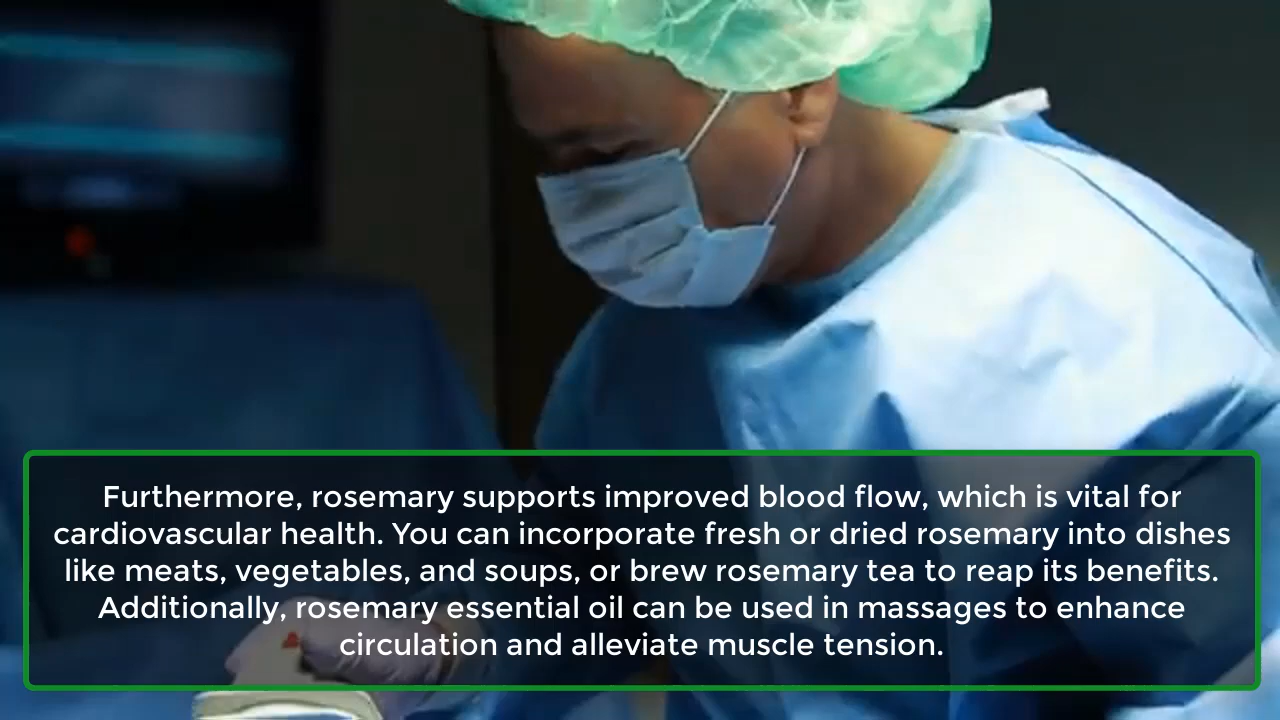 Furthermore, rosemary supports improved blood flow, which is vital for
cardiovascular health. You can incorporate fresh or dried rosemary into dishes
like meats, vegetables, and soups, or brew rosemary tea to reap its benefits.
Additionally, rosemary essential oil can be used in massages to enhance
circulation and alleviate muscle tension.